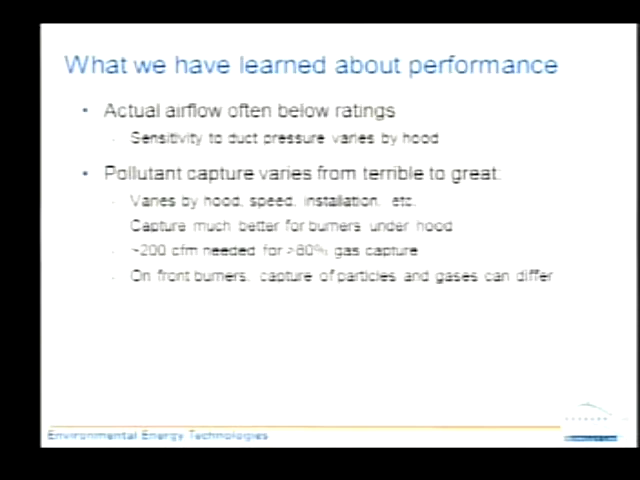 What we have learned about performance
• Actual airflow often below ratings
- Sensitivity to duct pressure varies by hood
• Pollutant capture varies from terrible to great:
- Varies by hood, speed, installation, etc.
Capture much better for burners under hood
- ~200 cfm needed for >80% gas capture
- On front burners, capture of particles and gases can differ
Environmental Energy Technologies